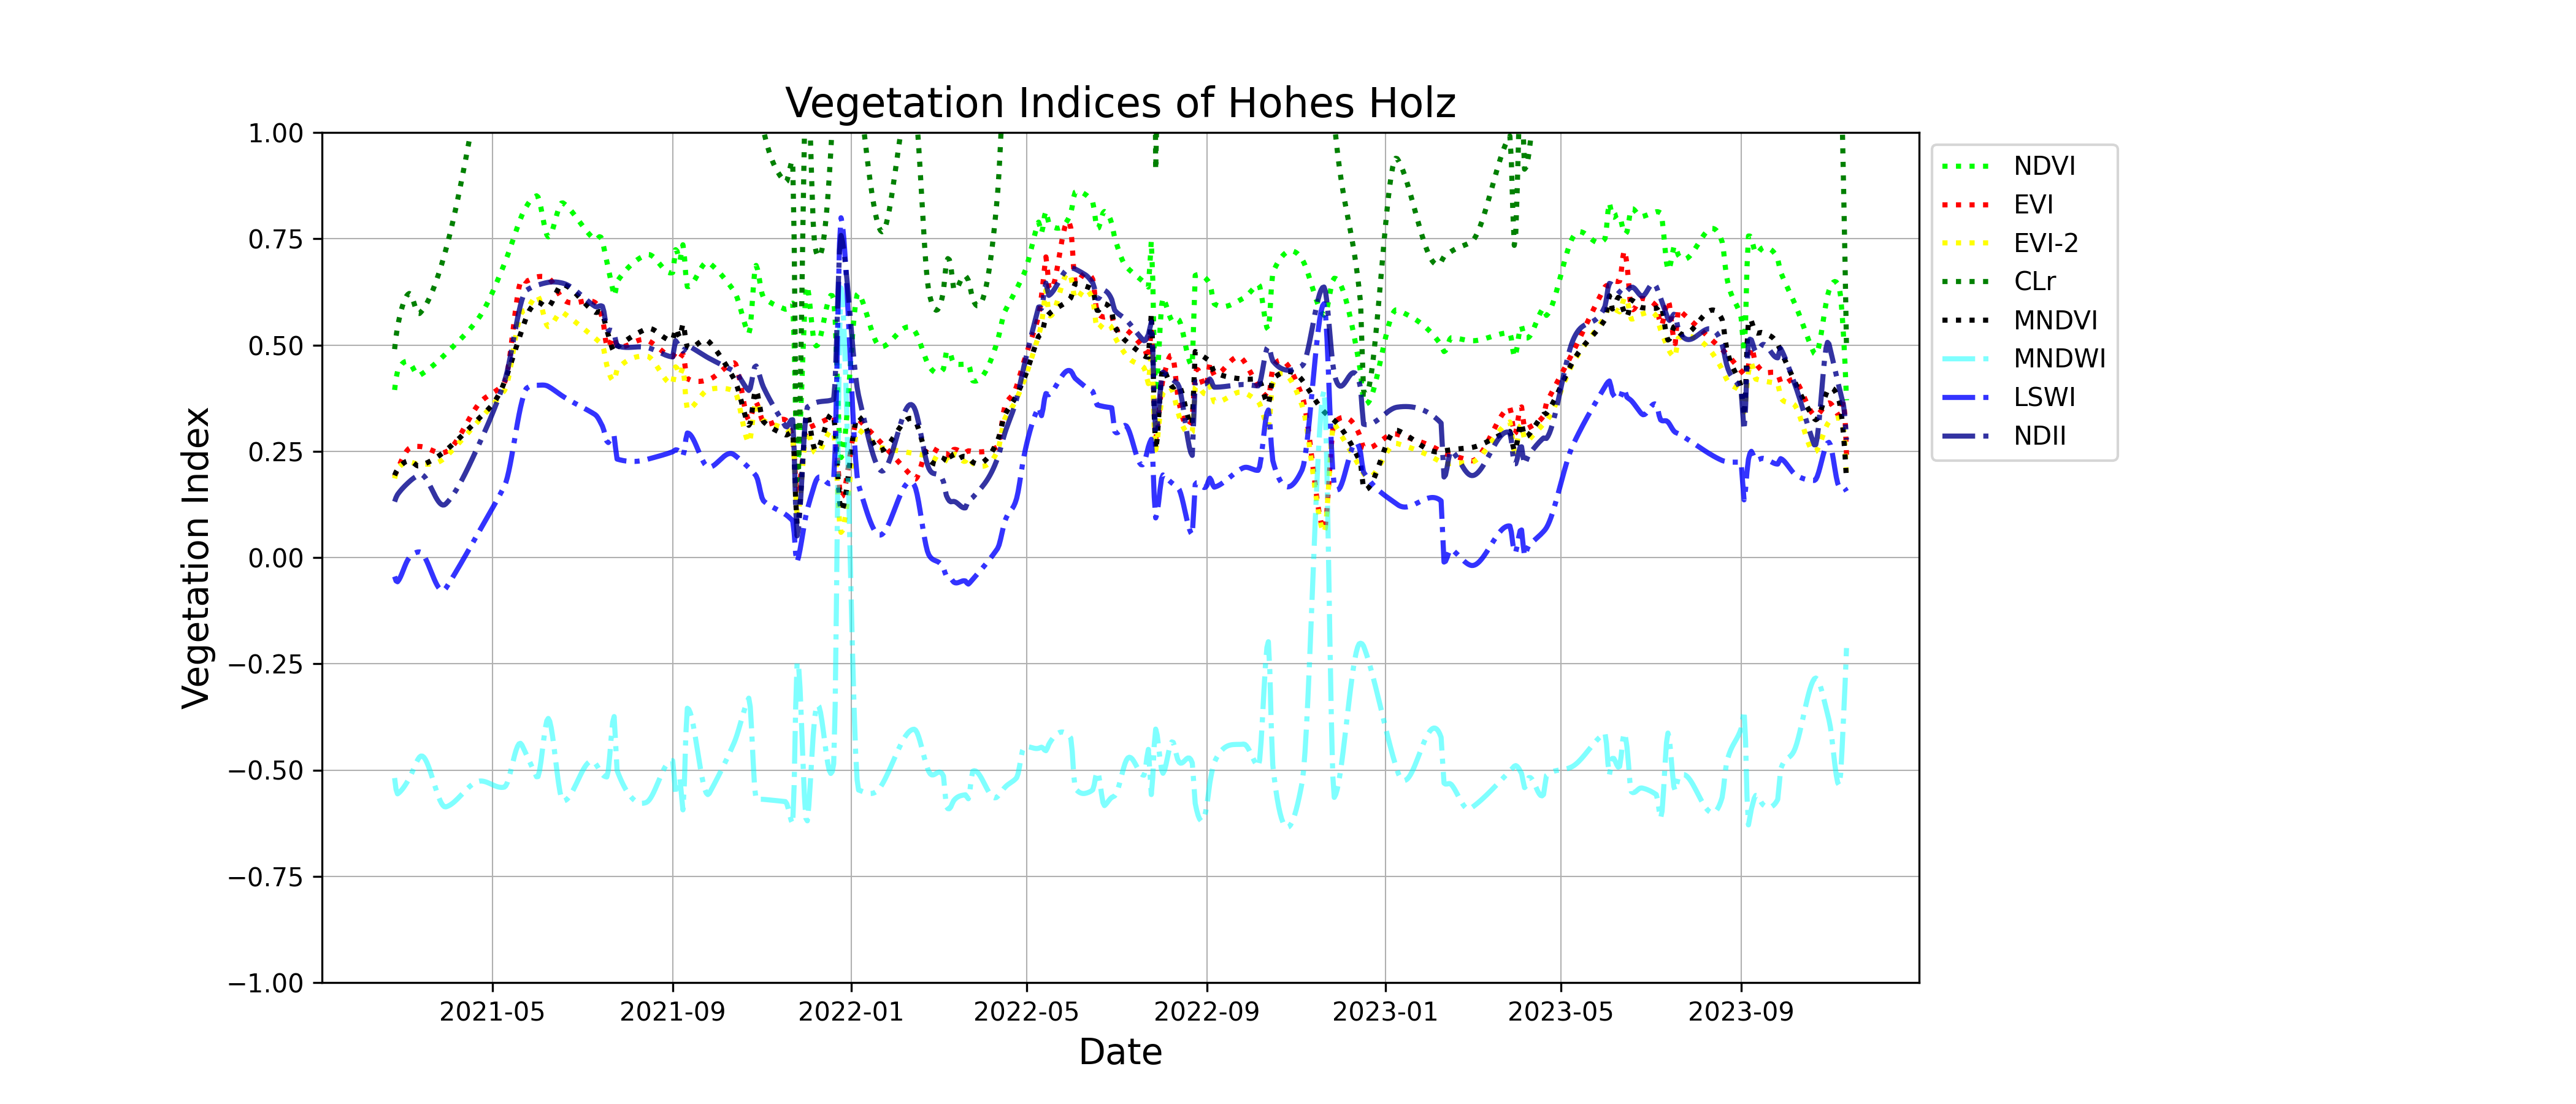 Vegetation Indices of Hohes Holz
1.00
0.75
0.50
0.25
0.00
−0.25
−0.50
−0.75
−1.00
Vegetation Index
2021-05
2021-09
2022-01
2022-05
2022-09
2023-01
2023-05
2023-09
Date
NDVI
EVI
EVI-2
CLr
MNDVI
MNDWI
LSWI
NDII